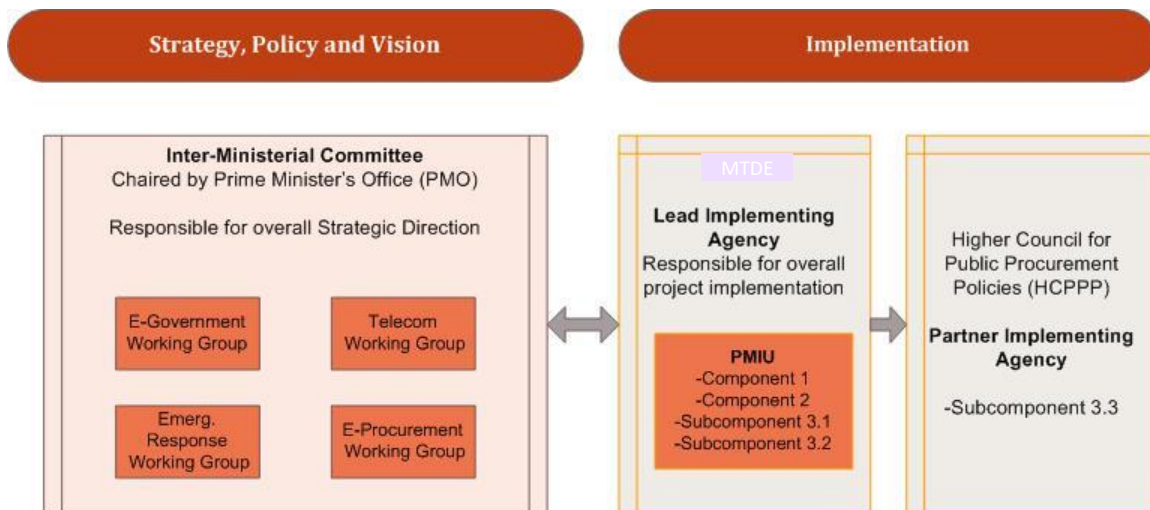 Strategy, Policy and Vision
Implementation
Inter-Ministerial Committee
Chaired by Prime Minister's Office (PMO)
Responsible for overall Strategic Direction
E-Government
Working Group
Telecom
Working Group
Emerg.
Response
Working Group
E-Procurement
Working Group
MTDE
Lead Implementing
Agency
Responsible for overall
project implementation
PMIU
-Component 1
-Component 2
-Subcomponent 3.1
-Subcomponent 3.2
Higher Council for
Public Procurement
Policies (HCPPP)
Partner Implementing
Agency
-Subcomponent 3.3